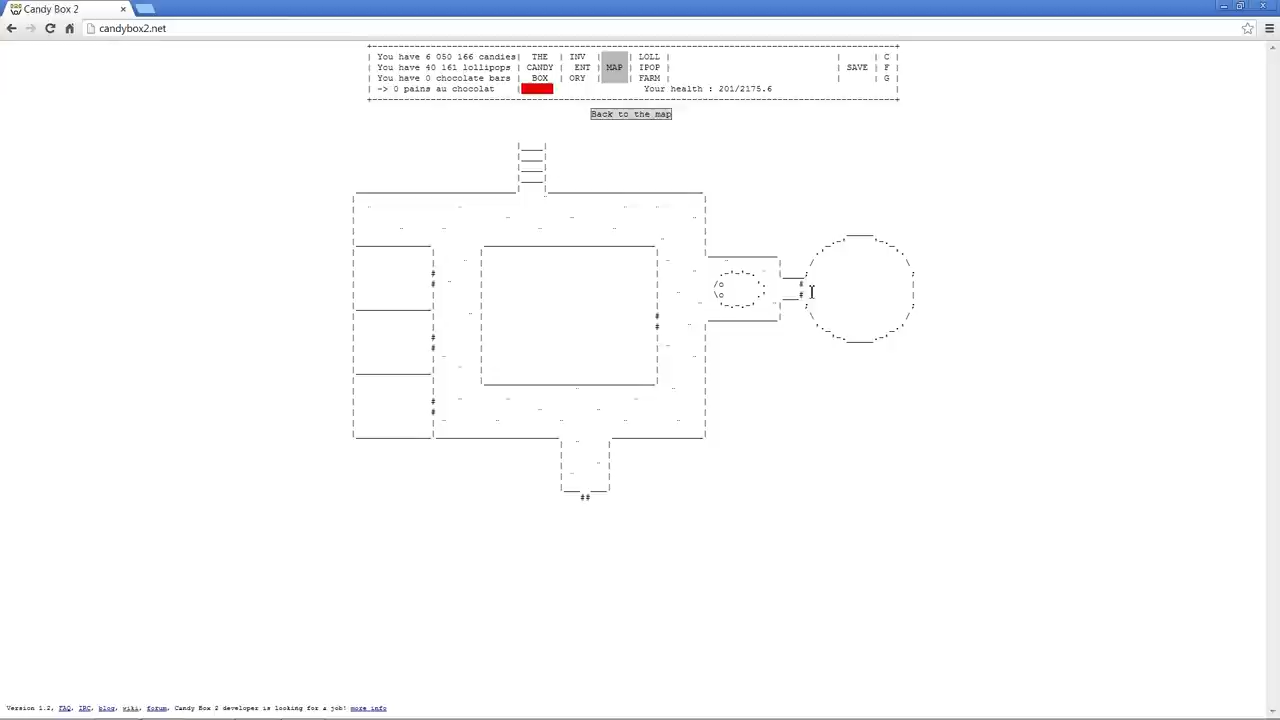 Candy Box 2
candybox2.net
You have 6 050 166 candies| THE | INV | | LOLL |
You have 40 161 lollipops | CANDY | ENT | MAP | IPOP | | SAVE | F |
You have 0 chocolate bars | BOX | ORY | | FARM | | | G |
-> 0 pains au chocolat | Your health : 201/2175.6
Back to the map
Version 1.2, FAQ, IRC, blog, wiki, forum, Candy Box 2 developer is looking for a job! more info